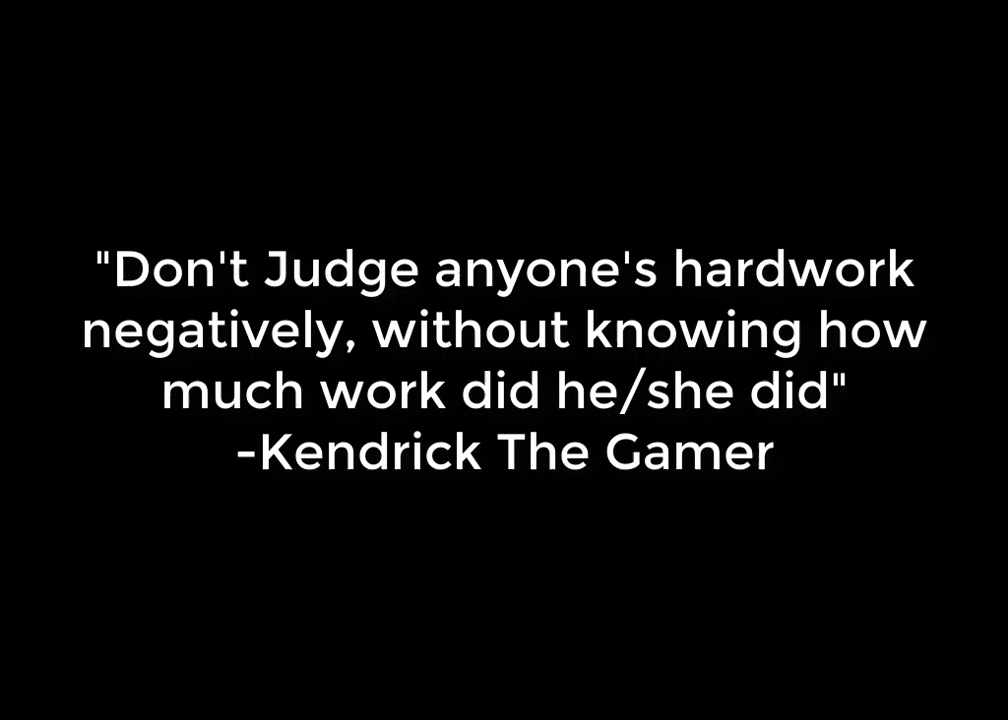 "Don't Judge anyone's hardwork
negatively, without knowing how
much work did he/she did"
-Kendrick The Gamer